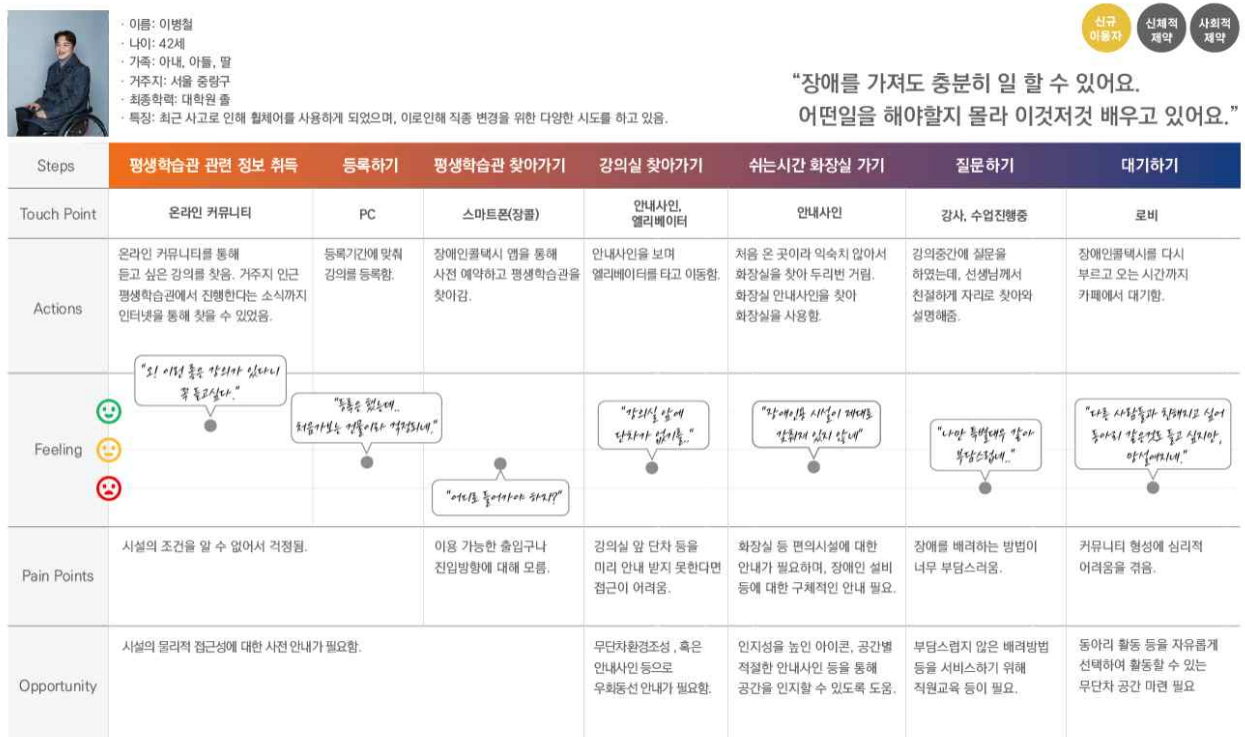 · 이름: 이병철
· 나이: 42세
· 가족: 아내, 아들, 딸
· 거주지: 서울 중랑구
· 최종학력: 대학원 졸
· 특징: 최근 사고로 인해 휠체어를 사용하게 되었으며, 이로인해 직종 변경을 위한 다양한 시도를 하고 있음.
신규
이용자
신체적
제약
사회적
제약
“장애를 가져도 충분히 일 할 수 있어요.
어떤일을 해야할지 몰라 이것저것 배우고 있어요.”
Steps
평생학습관 관련 정보 취득
등록하기
평생학습관 찾아가기
강의실 찾아가기
쉬는시간 화장실 가기
질문하기
대기하기
Touch Point
온라인 커뮤니티
PC
스마트폰(장콜)
안내사인,
엘리베이터
안내사인
강사, 수업진행중
로비
Actions
온라인 커뮤니티를 통해
듣고 싶은 강의를 찾음. 거주지 인근
평생학습관에서 진행한다는 소식까지
인터넷을 통해 찾을 수 있었음.
등록기간에 맞춰
강의를 등록함.
장애인콜택시 앱을 통해
사전 예약하고 평생학습관을
찾아감.
안내사인을 보며
엘리베이터를 타고 이동함.
처음 온 곳이라 익숙치 않아서
화장실을 찾아 두리번 거림.
화장실 안내사인을 찾아
화장실을 사용함.
강의중간에 질문을
하였는데, 선생님께서
친절하게 자리로 찾아와
설명해줌.
장애인콜택시를 다시
부르고 오는 시간까지
카페에서 대기함.
Feeling
“오! 이런 좋은 강의가 있다니
꼭 듣고싶다.”
“등록은 했는데..
처음가보는 건물이라 걱정되네.”
“어디로 들어가야 하지?”
“강의실 앞에
단차가 없기를..”
“장애인용 시설이 제대로
갖춰져 있지 않네”
“나만 특별대우 같아
부담스럽네..”
“다른 사람들과 친해지고 싶어
동아리 같은것도 들고 싶지만,
망설여지네.”
Pain Points
시설의 조건을 알 수 없어서 걱정됨.
이용 가능한 출입구나
진입방향에 대해 모름.
강의실 앞 단차 등을
미리 안내 받지 못한다면
접근이 어려움.
화장실 등 편의시설에 대한
안내가 필요하며, 장애인 설비
등에 대한 구체적인 안내 필요.
장애를 배려하는 방법이
너무 부담스러움.
커뮤니티 형성에 심리적
어려움을 겪음.
Opportunity
시설의 물리적 접근성에 대한 사전 안내가 필요함.
무단차환경조성 , 혹은
안내사인 등으로
우회동선 안내가 필요함.
인지성을 높인 아이콘, 공간별
적절한 안내사인 등을 통해
공간을 인지할 수 있도록 도움.
부담스럽지 않은 배려방법
등을 서비스하기 위해
직원교육 등이 필요.
동아리 활동 등을 자유롭게
선택하여 활동할 수 있는
무단차 공간 마련 필요